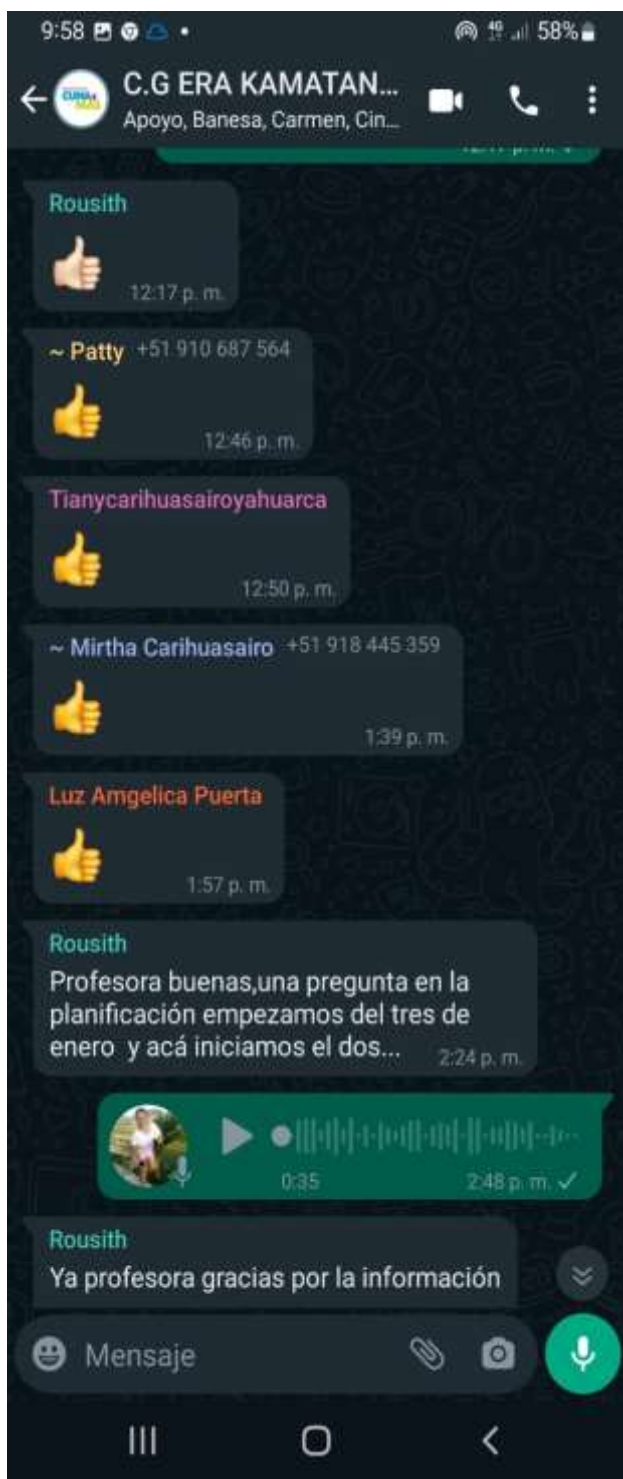 9:58 4G 58%
CUNA MAS
C.G ERA KAMATAN...
Apoyo, Banesa, Carmen, Cin...
Rousith
12:17 p. m.
~ Patty +51 910 687 564
12:46 p. m.
Tianycarihuasairoyahuarca
12:50 p. m.
~ Mirtha Carihuasairo +51 918 445 359
1:39 p. m.
Luz Amgelica Puerta
1:57 p. m.
Rousith
Profesora buenas,una pregunta en la
planificación empezamos del tres de
enero y acá iniciamos el dos... 2:24 p. m.
0:35 2:48 p. m.
Rousith
Ya profesora gracias por la información
Mensaje